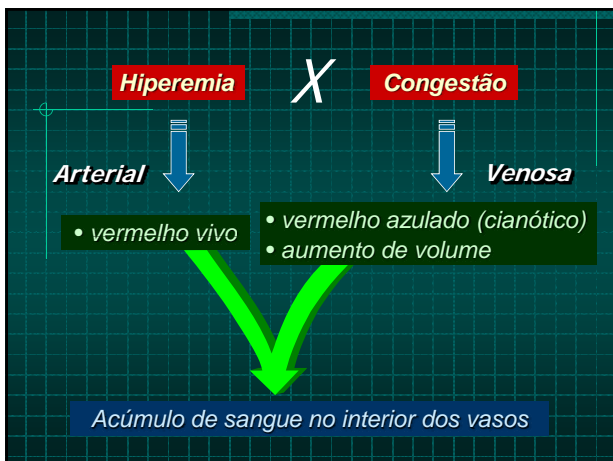 Hiperemia X Congestão
Arterial
Venosa
• vermelho vivo
• vermelho azulado (cianótico)
• aumento de volume
Acúmulo de sangue no interior dos vasos